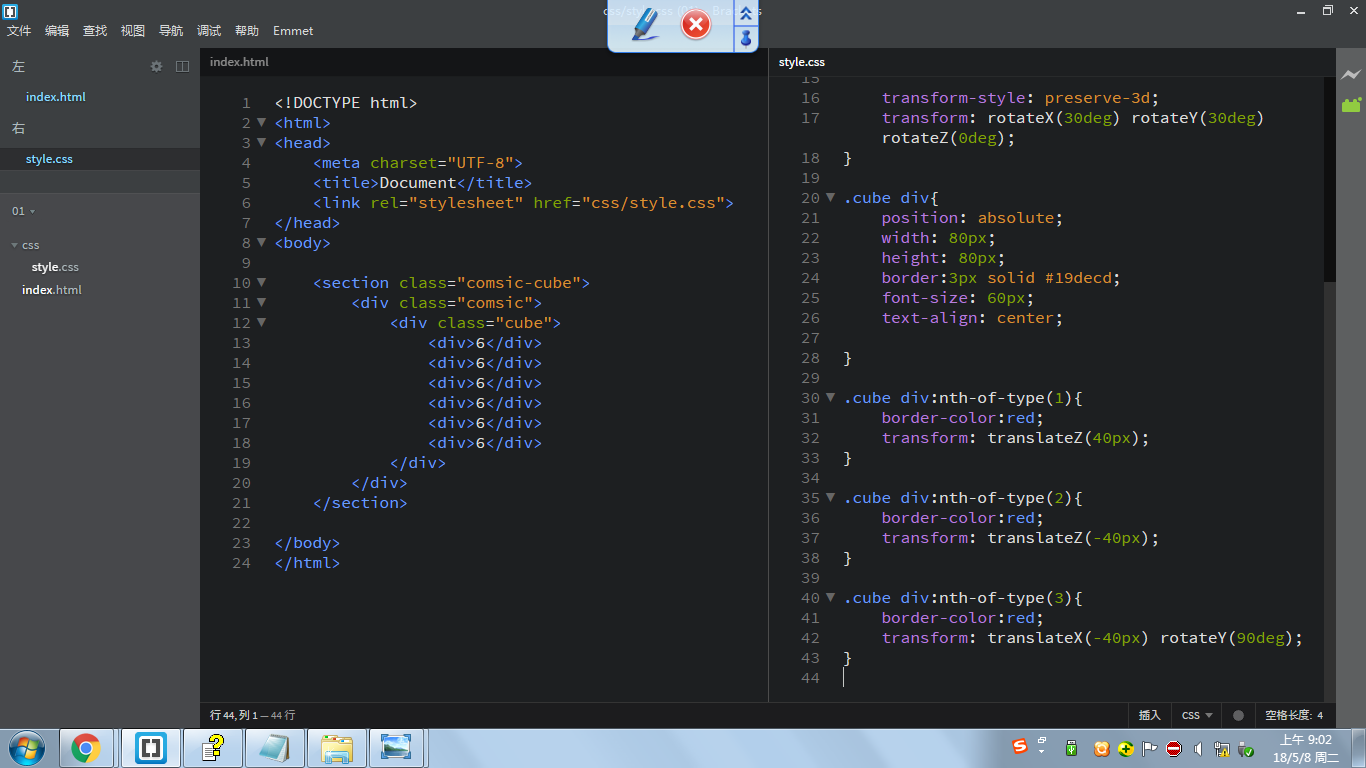 文件 编辑 查找 视图 导航 调试 帮助 Emmet
左
index.html
右
style.css
01
css
style.css
index.html
index.html
1 <!DOCTYPE html>
2 <html>
3 <head>
4 <meta charset="UTF-8">
5 <title>Document</title>
6 <link rel="stylesheet" href="css/style.css">
7 </head>
8 <body>
9
10 <section class="comsic-cube">
11 <div class="comsic">
12 <div class="cube">
13 <div>6</div>
14 <div>6</div>
15 <div>6</div>
16 <div>6</div>
17 <div>6</div>
18 <div>6</div>
19 </div>
20 </div>
21 </section>
22
23 </body>
24 </html>
style.css
15
16 transform-style: preserve-3d;
17 transform: rotateX(30deg) rotateY(30deg)
rotateZ(0deg);
18 }
19
20 .cube div{
21 position: absolute;
22 width: 80px;
23 height: 80px;
24 border:3px solid #19decd;
25 font-size: 60px;
26 text-align: center;
27
28 }
29
30 .cube div:nth-of-type(1){
31 border-color:red;
32 transform: translateZ(40px);
33 }
34
35 .cube div:nth-of-type(2){
36 border-color:red;
37 transform: translateZ(-40px);
38 }
39
40 .cube div:nth-of-type(3){
41 border-color:red;
42 transform: translateX(-40px) rotateY(90deg);
43 }
44
行 44, 列 1 — 44 行
插入 CSS 空格长度: 4
上午 9:02
18/5/8 周二